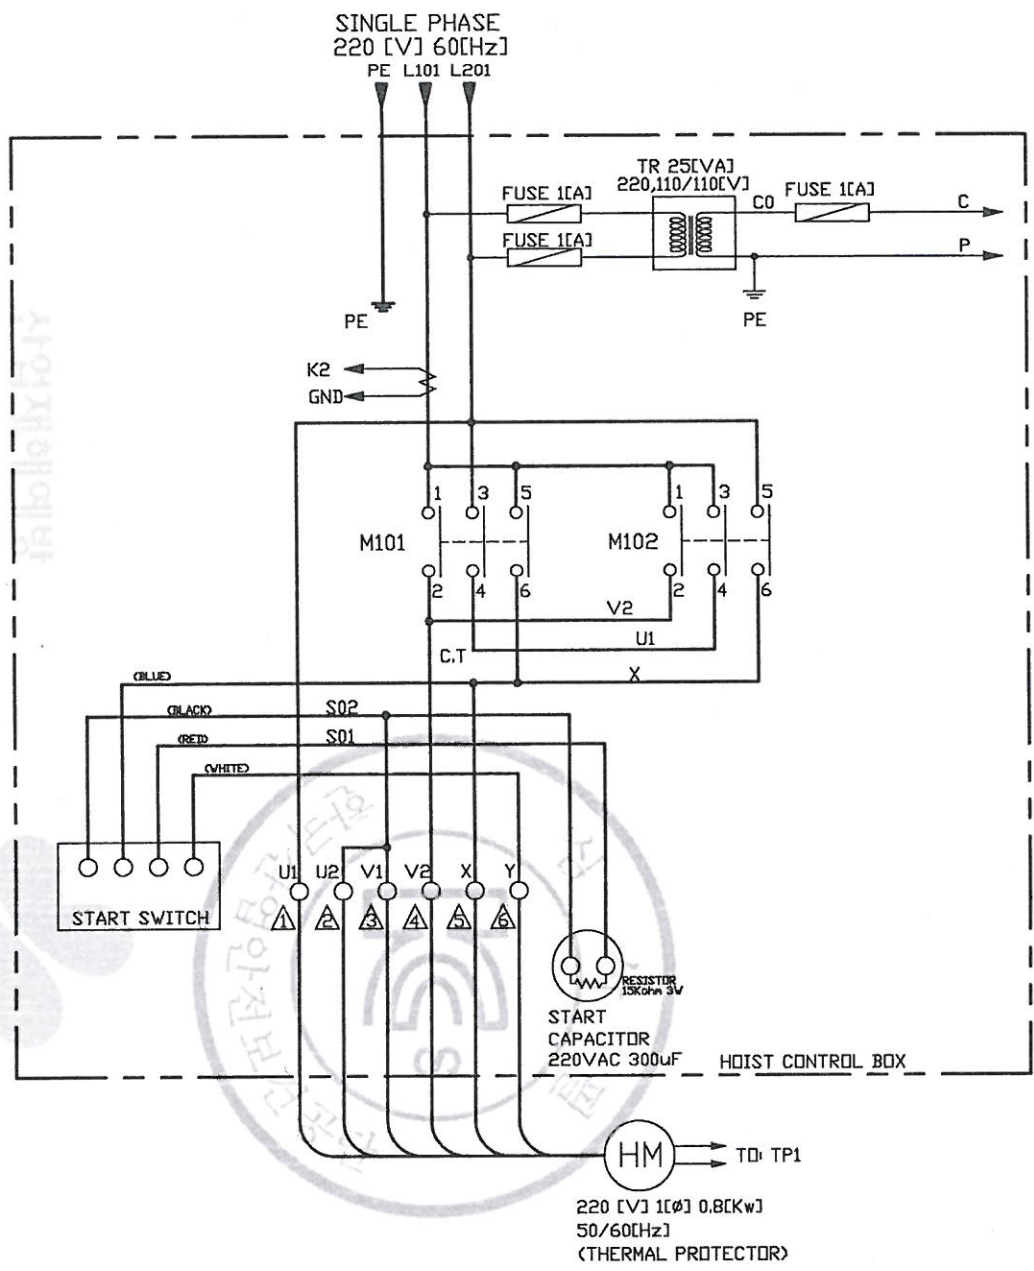 SINGLE PHASE
220 [V] 60[Hz]
PE L101 L201
TR 25[VA]
220,110/110[V]
FUSE 1[A]
C0
FUSE 1[A]
C
FUSE 1[A]
P
PE
PE
K2
GND
1 3 5
1 3 5
M101
M102
2 4 6
2 4 6
V2
U1
C.T
X
(BLUE)
(BLACK)
S02
(RED)
S01
(WHITE)
U1 U2 V1 V2 X Y
1 2 3 4 5 6
START SWITCH
RESISTOR
15Kohm 3W
START
CAPACITOR
220VAC 300uF
HOIST CONTROL BOX
HM
TO: TP1
220 [V] 1[Ø] 0.8[Kw]
50/60[Hz]
(THERMAL PROTECTOR)